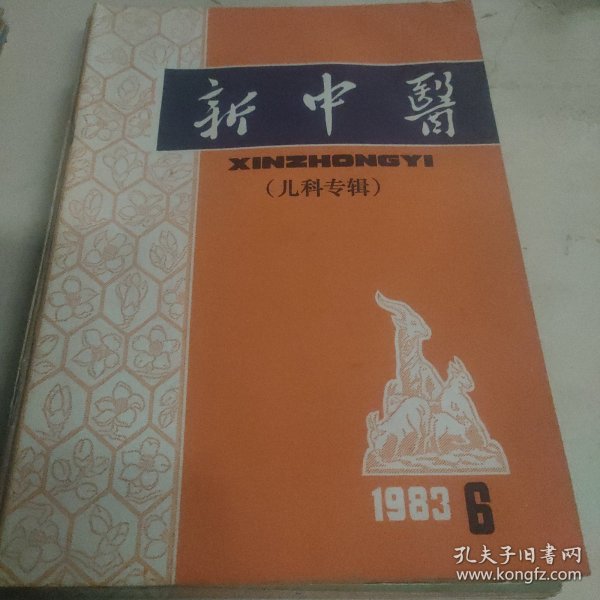 新中醫
XINZHONGYI
（儿科专辑）
1983 6
孔夫子旧书网
www.kongfz.com